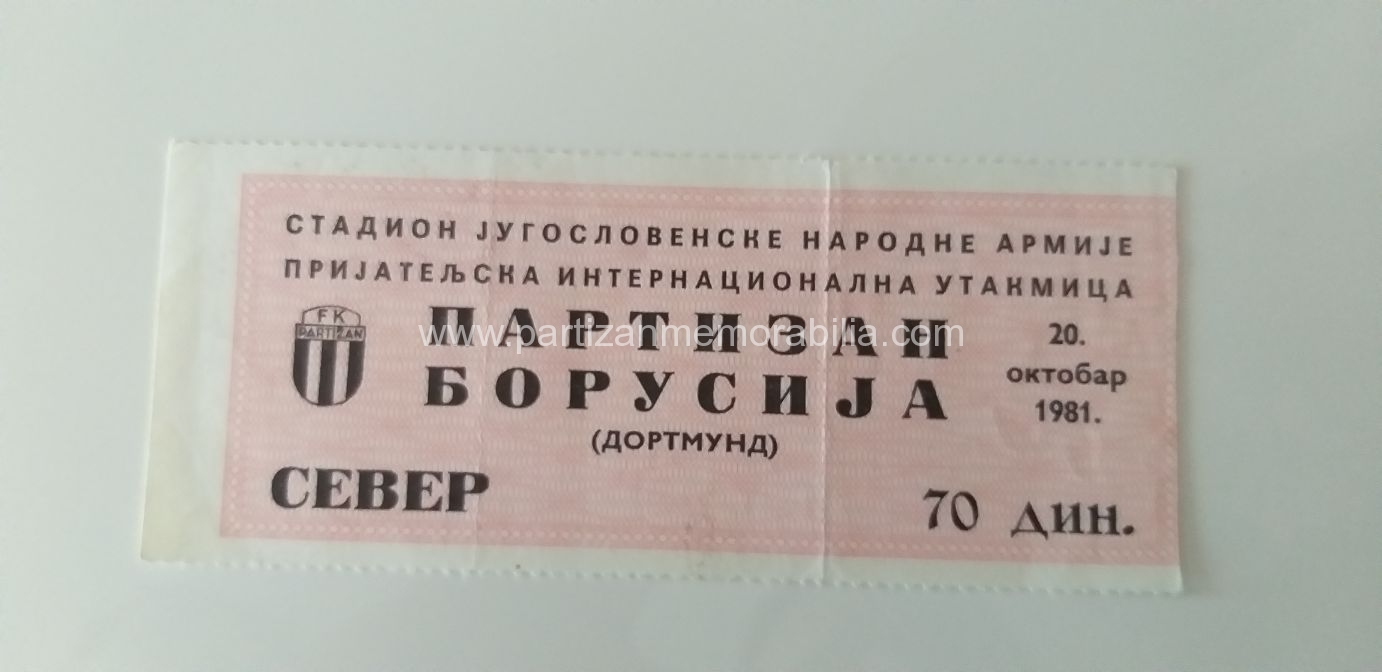 СТАДИОН ЈУГОСЛОВЕНСКЕ НАРОДНЕ АРМИЈЕ
ПРИЈАТЕЉСКА ИНТЕРНАЦИОНАЛНА УТАКМИЦА
FK
PARTIZAN
ПАРТИЗАН
www.partizanmemorabilia.com
БОРУСИЈА
(ДОРТМУНД)
20.
октобар
1981.
СЕВЕР
70 дин.